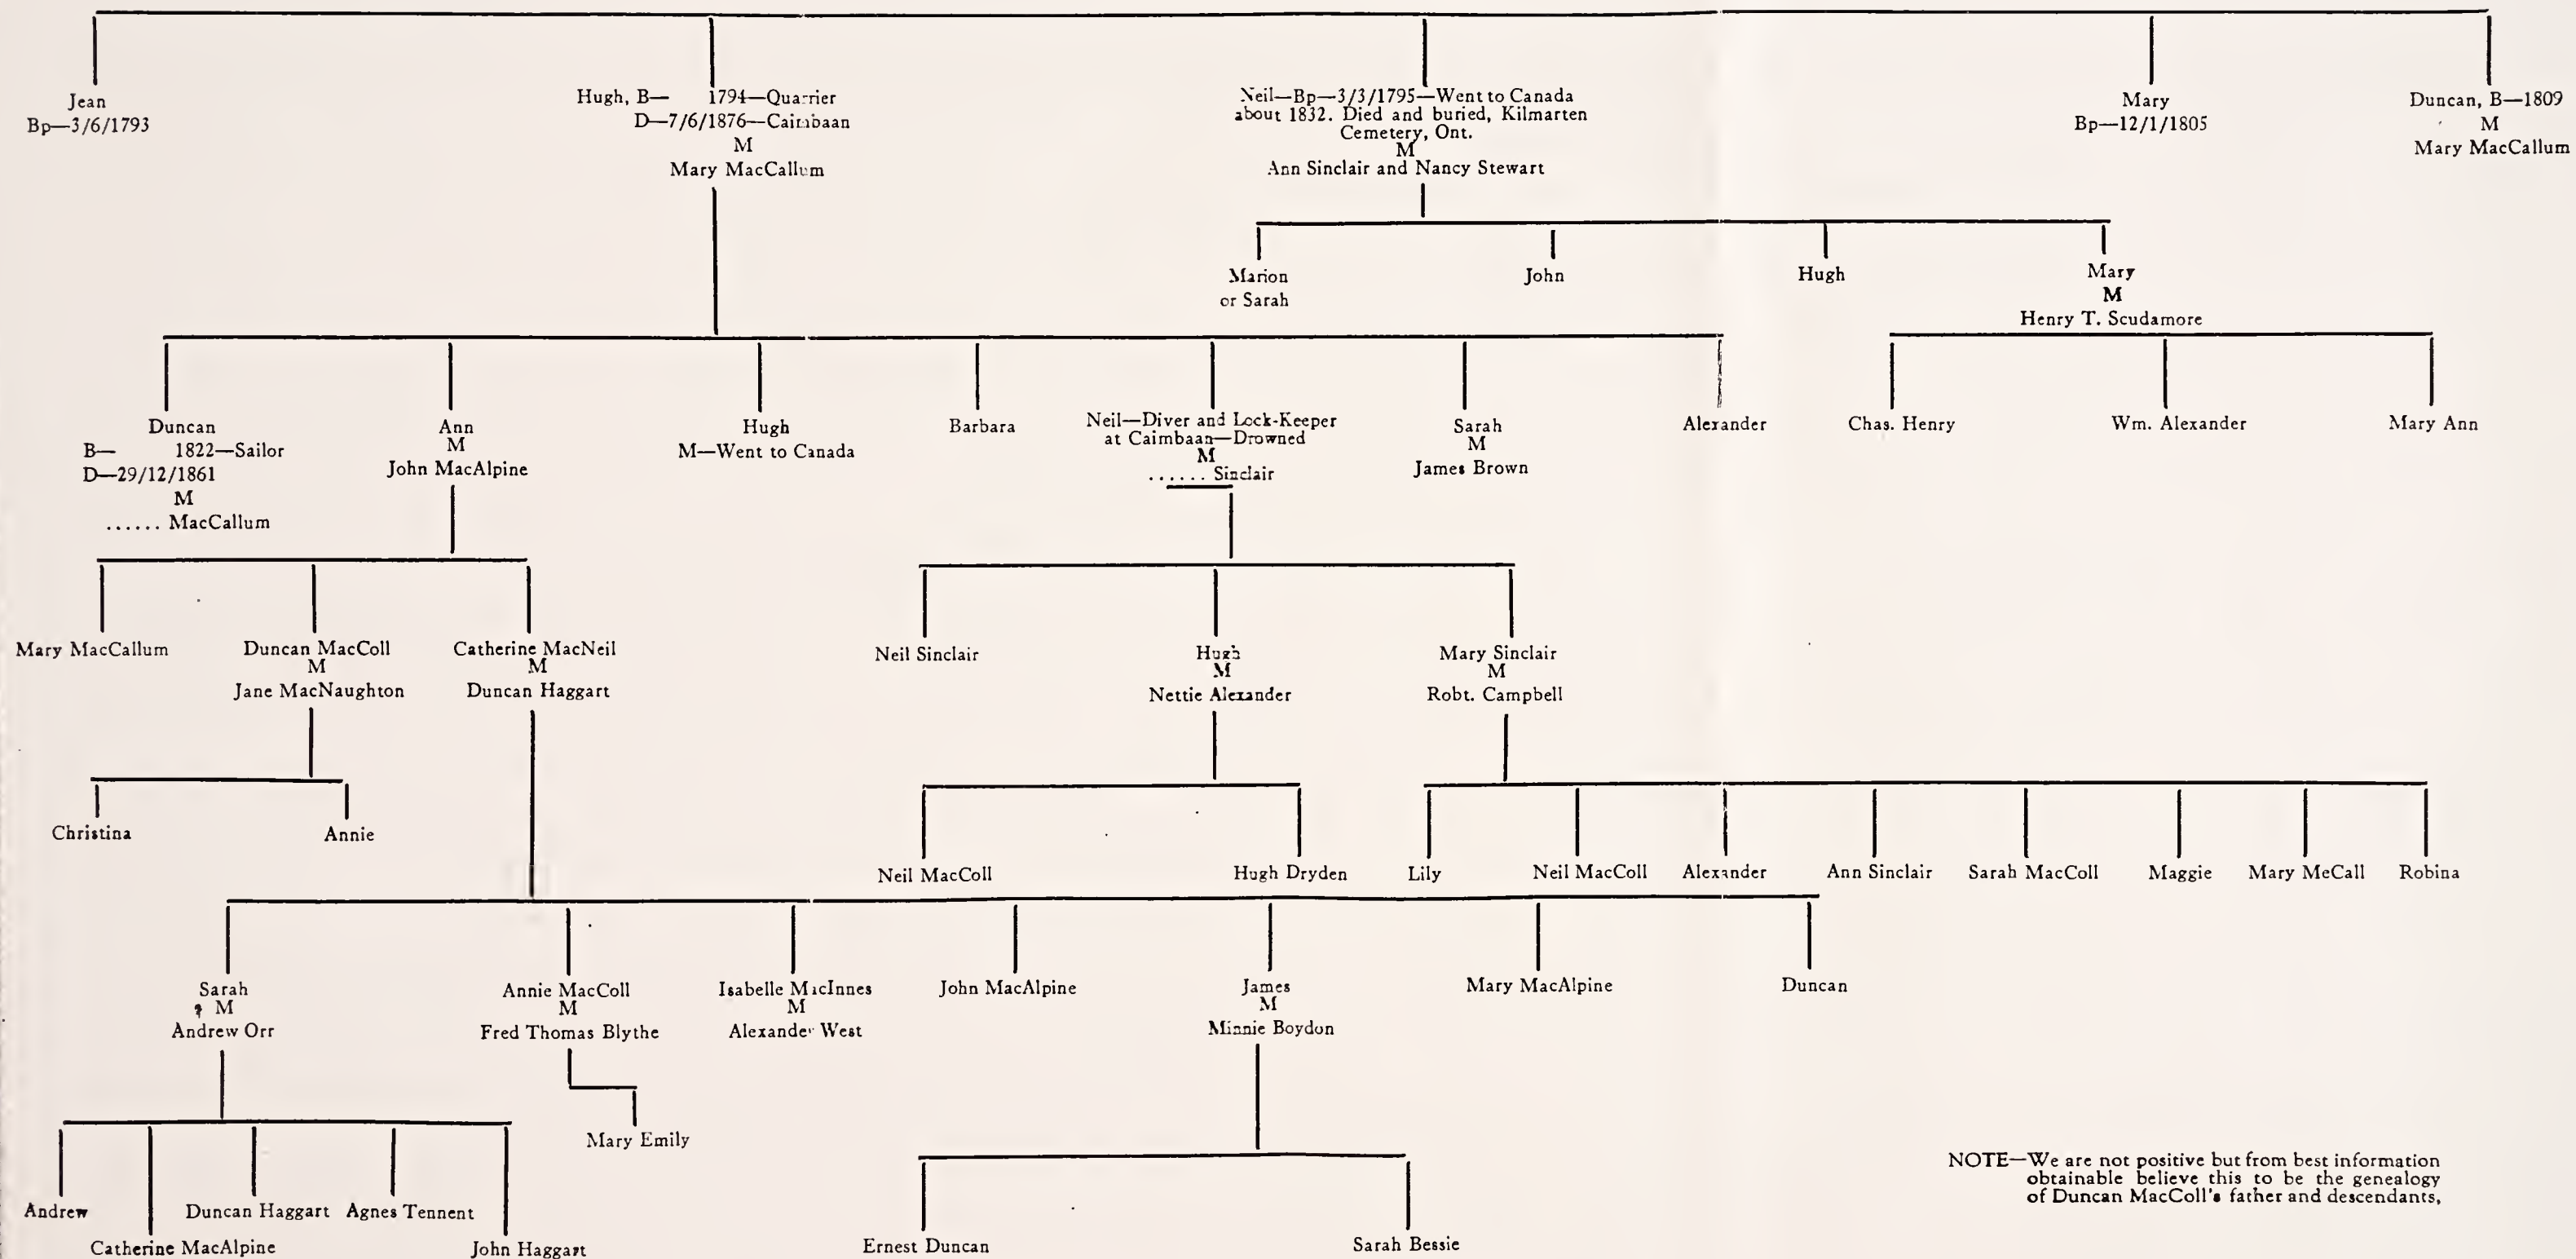 Jean
Bp—3/6/1793
Hugh, B— 1794—Quarrier
D—7/6/1876—Cairnbaan
M
Mary MacCallum
Neil—Bp—3/3/1795—Went to Canada
about 1832. Died and buried, Kilmarten
Cemetery, Ont.
M
Ann Sinclair and Nancy Stewart
Mary
Bp—12/1/1805
Duncan, B—1809
M
Mary MacCallum
Marion
or Sarah
John
Hugh
Mary
M
Henry T. Scudamore
Duncan
B— 1822—Sailor
D—29/12/1861
M
...... MacCallum
Ann
M
John MacAlpine
Hugh
M—Went to Canada
Barbara
Neil—Diver and Lock-Keeper
at Caimbaan—Drowned
M
...... Sinclair
Sarah
M
James Brown
Alexander
Chas. Henry
Wm. Alexander
Mary Ann
Mary MacCallum
Duncan MacColl
M
Jane MacNaughton
Catherine MacNeil
M
Duncan Haggart
Neil Sinclair
Hugh
M
Nettie Alexander
Mary Sinclair
M
Robt. Campbell
Christina
Annie
Neil MacColl
Hugh Dryden
Lily
Neil MacColl
Alexander
Ann Sinclair
Sarah MacColl
Maggie
Mary McCall
Robina
Sarah
M
Andrew Orr
Annie MacColl
M
Fred Thomas Blythe
Isabelle MacInnes
M
Alexander West
John MacAlpine
James
M
Minnie Boydon
Mary MacAlpine
Duncan
Mary Emily
Andrew
Catherine MacAlpine
Duncan Haggart
Agnes Tennent
John Haggart
Ernest Duncan
Sarah Bessie
NOTE—We are not positive but from best information
obtainable believe this to be the genealogy
of Duncan MacColl's father and descendants,